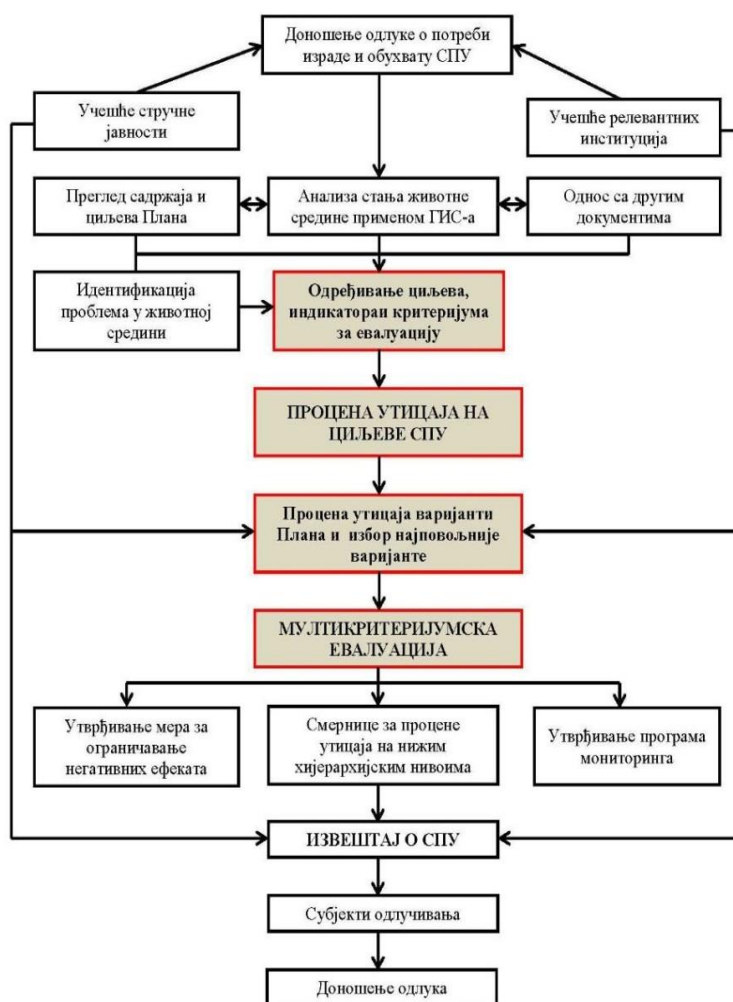 Доношење одлуке о потреби
израде и обухвату СПУ
Учешће стручне
јавности
Учешће релевантних
институција
Преглед садржаја и
циљева Плана
Анализа стања животне
средине применом ГИС-а
Однос са другим
документима
Идентификација
проблема у животној
средини
Одређивање циљева,
индикатораи критеријума
за евалуацију
ПРОЦЕНА УТИЦАЈА НА
ЦИЉЕВЕ СПУ
Процена утицаја варијанти
Плана и избор најповољније
варијанте
МУЛТИКРИТЕРИЈУМСКА
ЕВАЛУАЦИЈА
Утврђивање мера за
ограничавање
негативних ефеката
Смернице за процене
утицаја на нижим
хијерархијским нивоима
Утврђивање програма
мониторинга
ИЗВЕШТАЈ О СПУ
Субјекти одлучивања
Доношење одлука